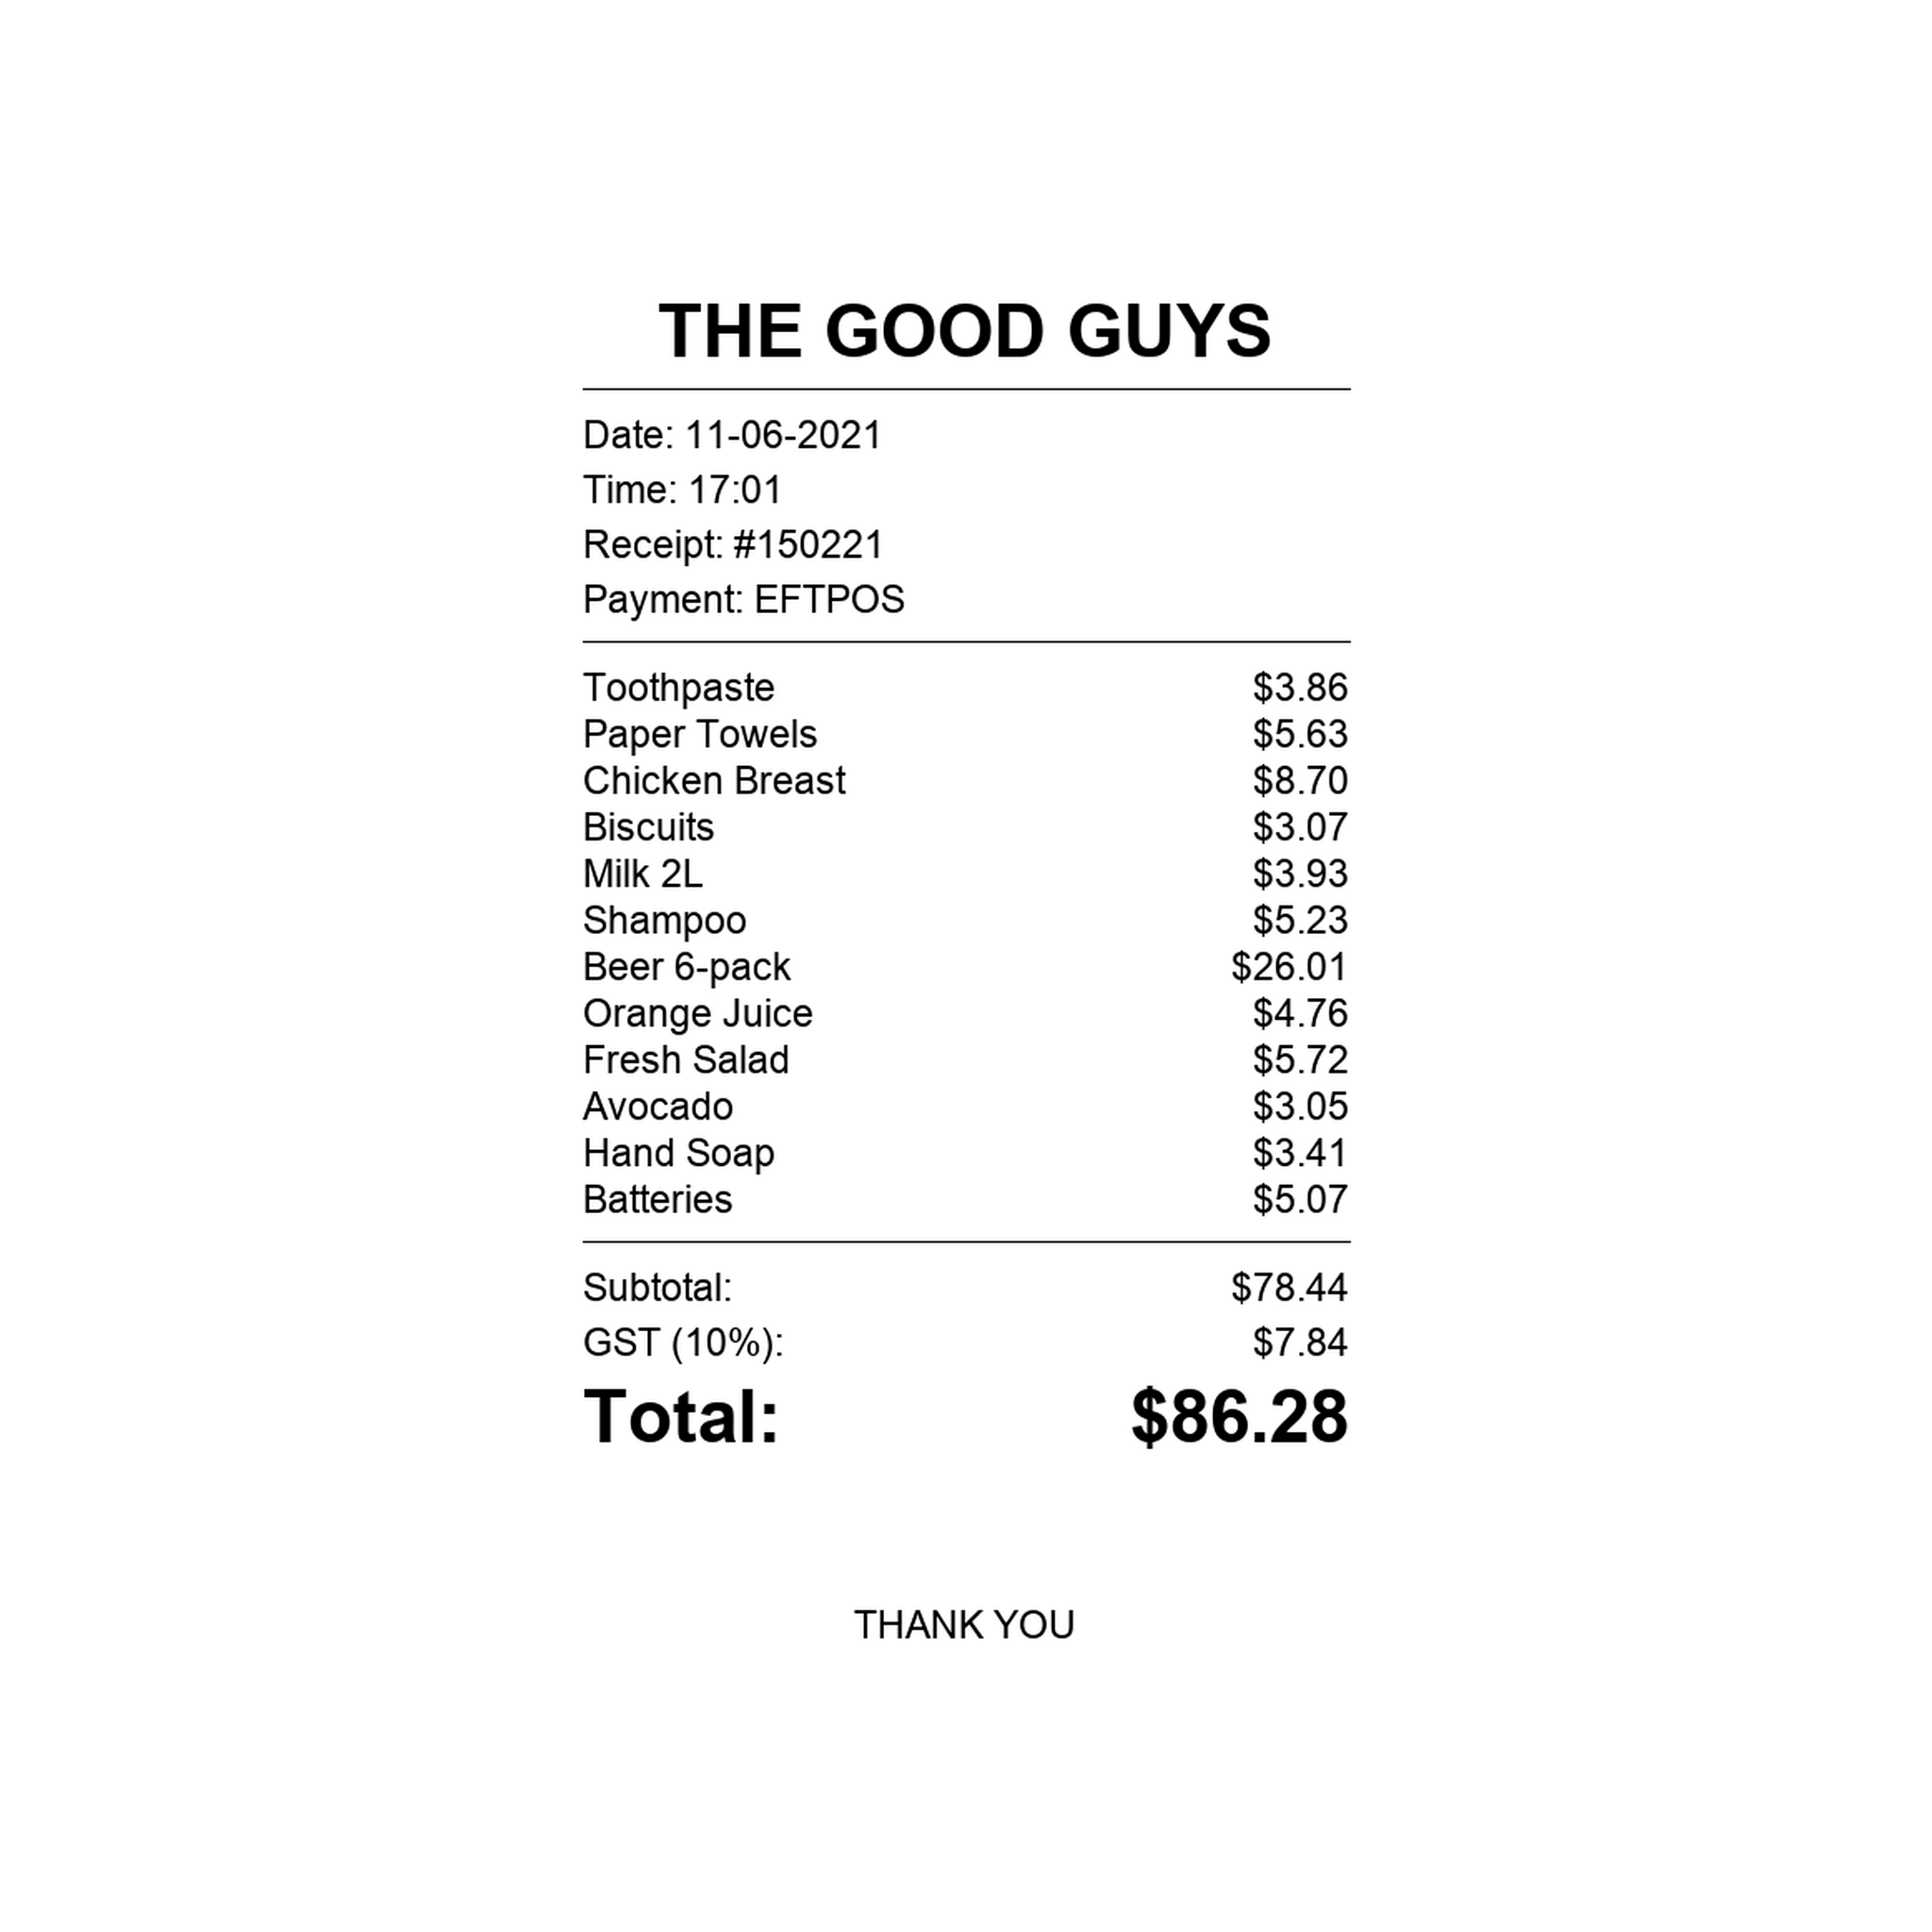 THE GOOD GUYS
Date: 11-06-2021
Time: 17:01
Receipt: #150221
Payment: EFTPOS
Toothpaste $3.86
Paper Towels $5.63
Chicken Breast $8.70
Biscuits $3.07
Milk 2L $3.93
Shampoo $5.23
Beer 6-pack $26.01
Orange Juice $4.76
Fresh Salad $5.72
Avocado $3.05
Hand Soap $3.41
Batteries $5.07
Subtotal: $78.44
GST (10%): $7.84
Total: $86.28
THANK YOU